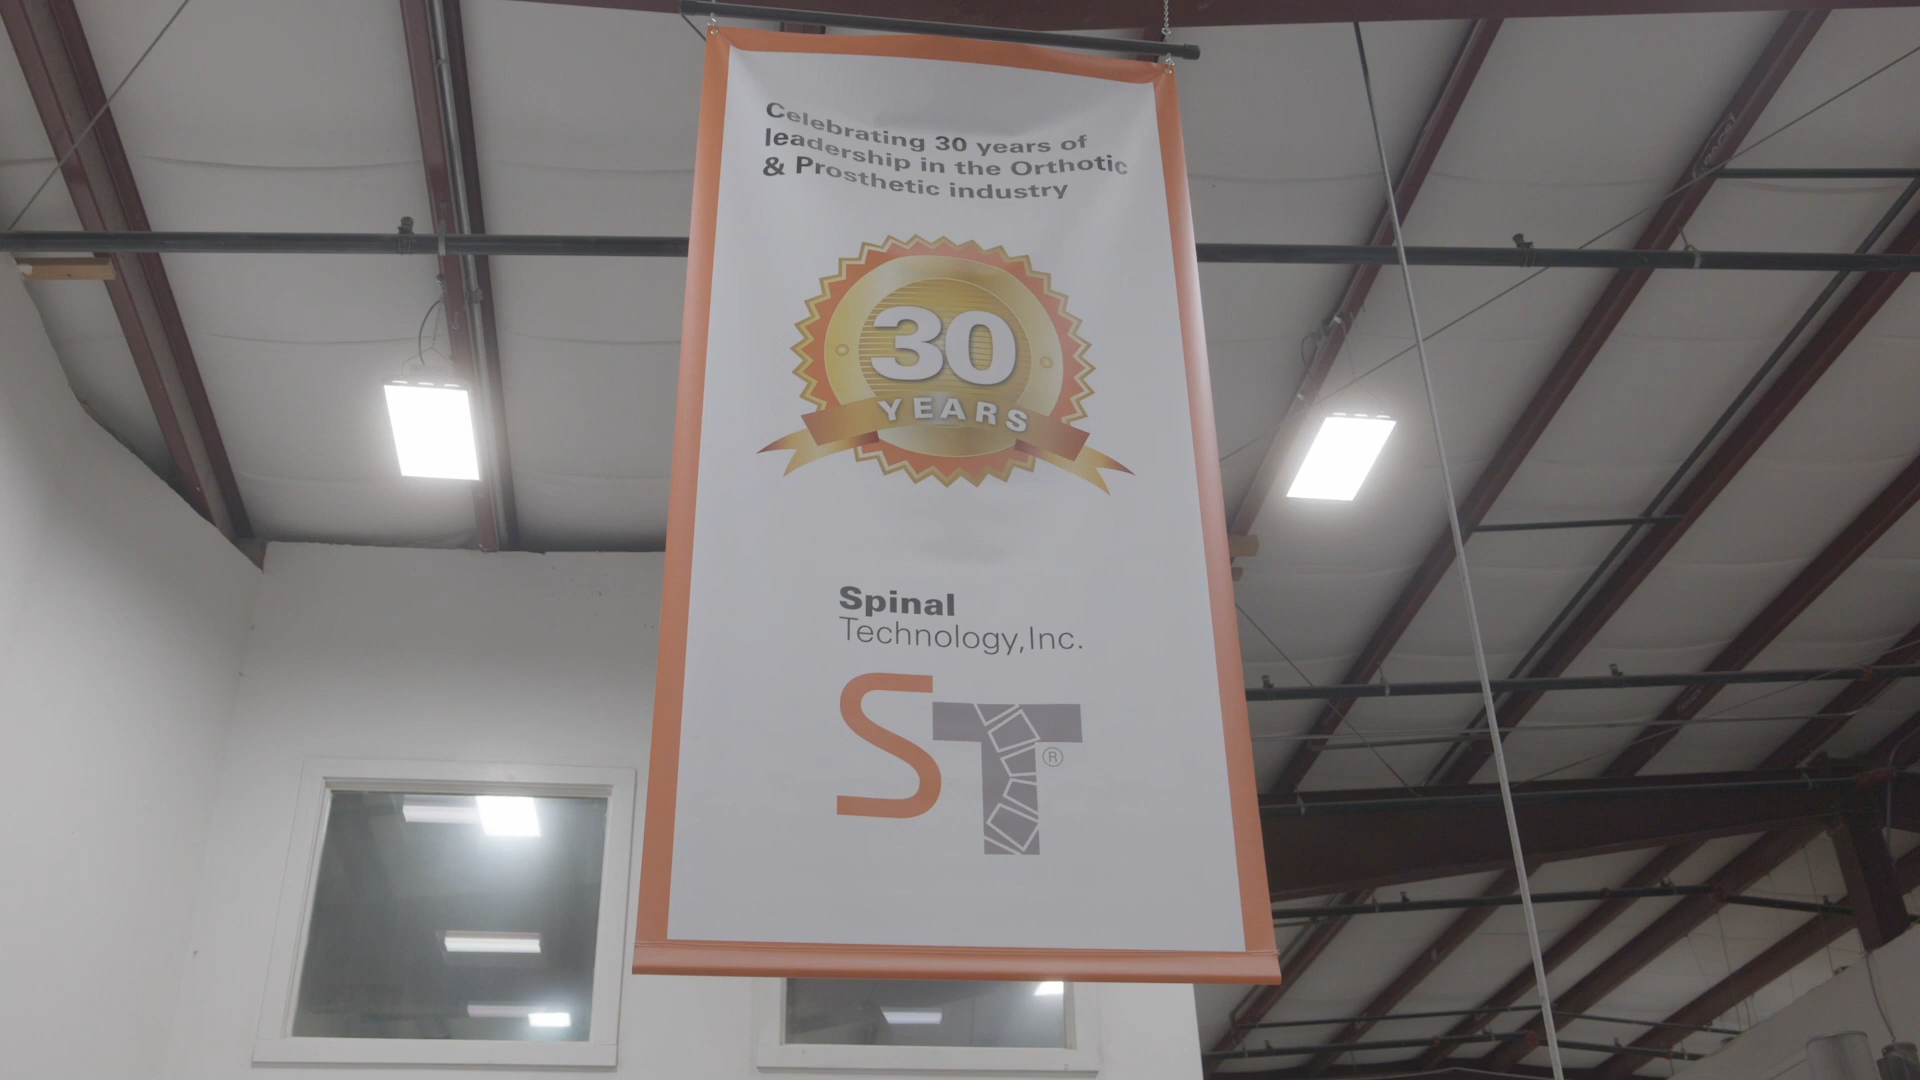 Celebrating 30 years of
leadership in the Orthotic
& Prosthetic industry
30
YEARS
Spinal
Technology,Inc.
ST®